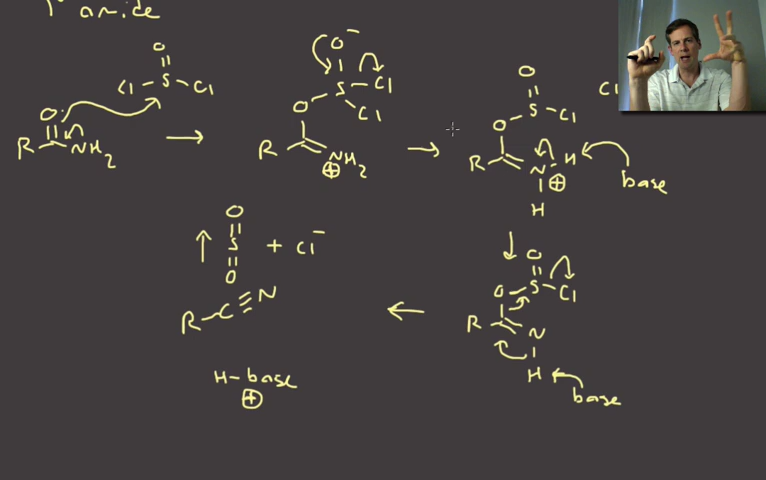 1° amide
O
Cl-S-Cl
O
R NH2
O-
S-Cl
O Cl
R NH2
⊕
O
O-S-Cl
R N-H
⊕
H
base
Cl
O
S + Cl-
O
R-C≡N
H-base
⊕
O
O-S-Cl
R N
H
base